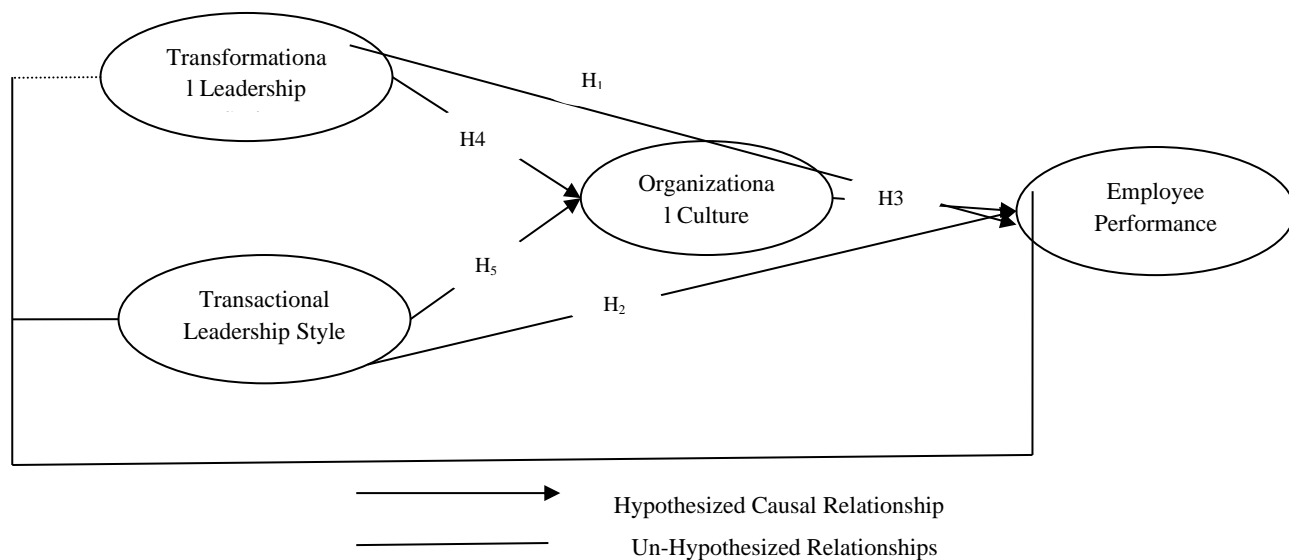 Transformationa
l Leadership
H1
H4
Organizationa
l Culture
H3
Employee
Performance
H5
Transactional
Leadership Style
H2
Hypothesized Causal Relationship
Un-Hypothesized Relationships